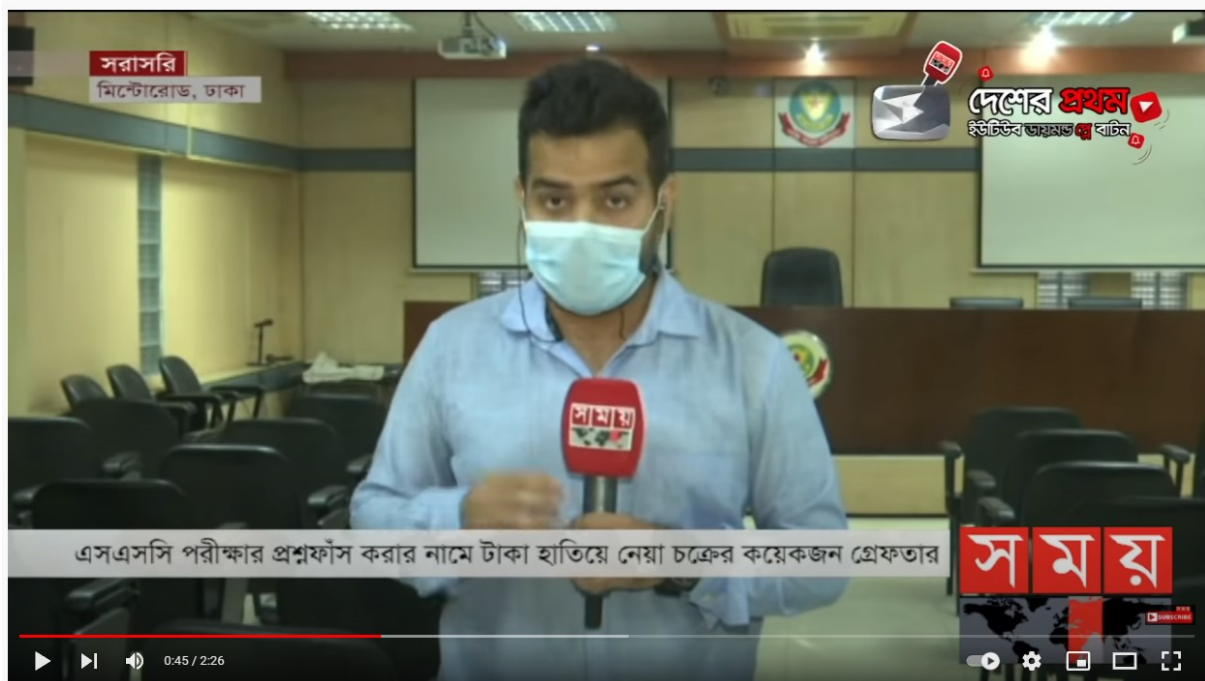 সরাসরি
মিন্টোরোড, ঢাকা
দেশের প্রথম
ইউটিউব ডায়মন্ড প্লে বাটন
সময়
এসএসসি পরীক্ষার প্রশ্নফাঁস করার নামে টাকা হাতিয়ে নেয়া চক্রের কয়েকজন গ্রেফতার
সময়
SUBSCRIBE
0:45 / 2:26